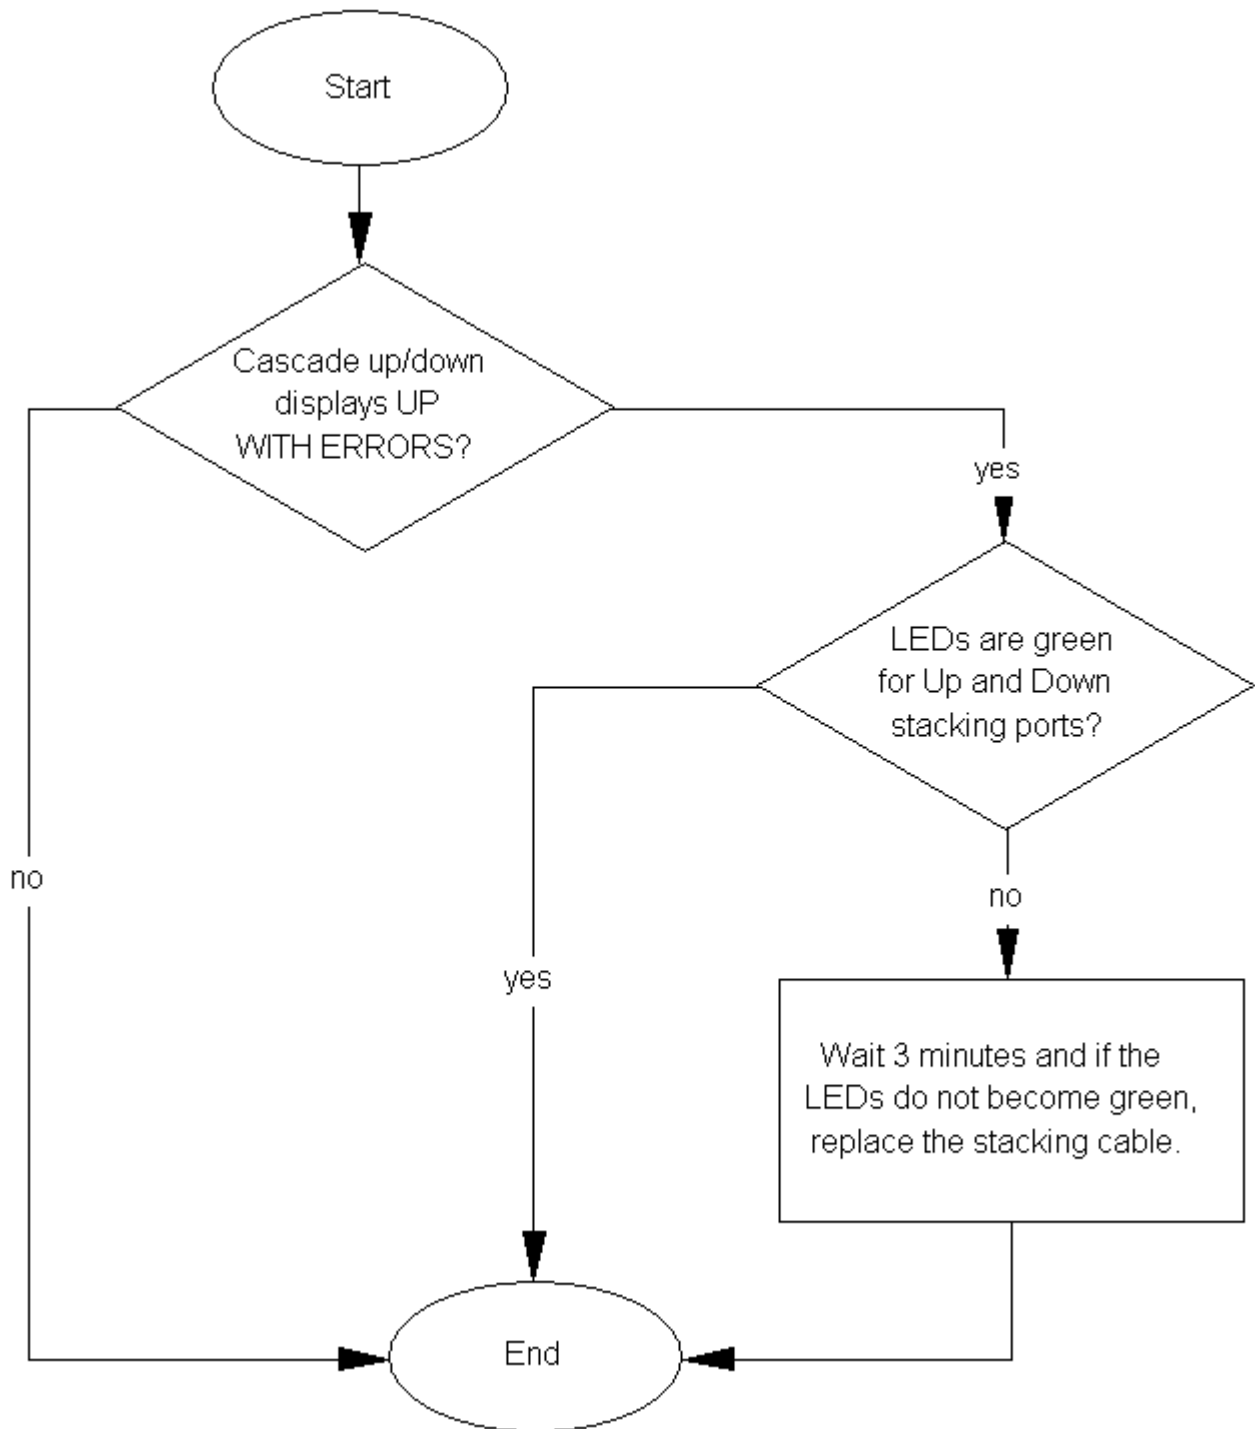 Start
Cascade up/down
displays UP
WITH ERRORS?
yes
LEDs are green
for Up and Down
stacking ports?
no
no
yes
Wait 3 minutes and if the
LEDs do not become green,
replace the stacking cable.
End